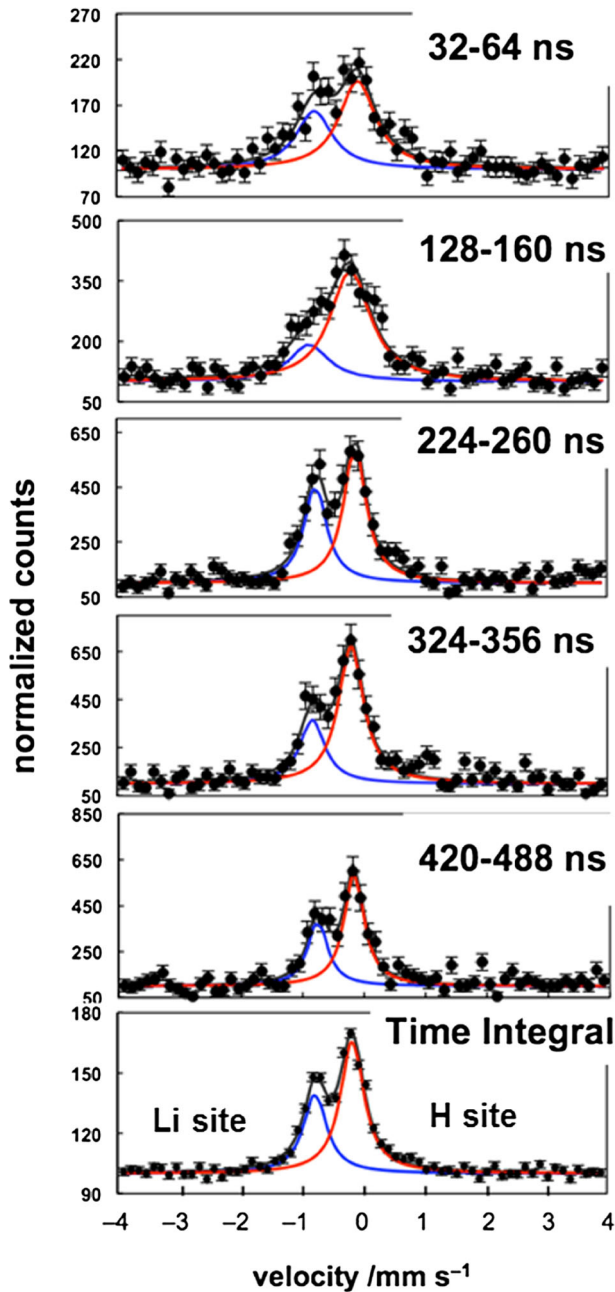 270
220
170
120
70
32-64 ns
500
350
200
50
128-160 ns
650
450
250
50
224-260 ns
650
450
250
50
324-356 ns
850
650
450
250
50
420-488 ns
180
150
120
90
Time Integral
Li site
H site
–4 –3 –2 –1 0 1 2 3 4
velocity /mm s⁻¹
normalized counts